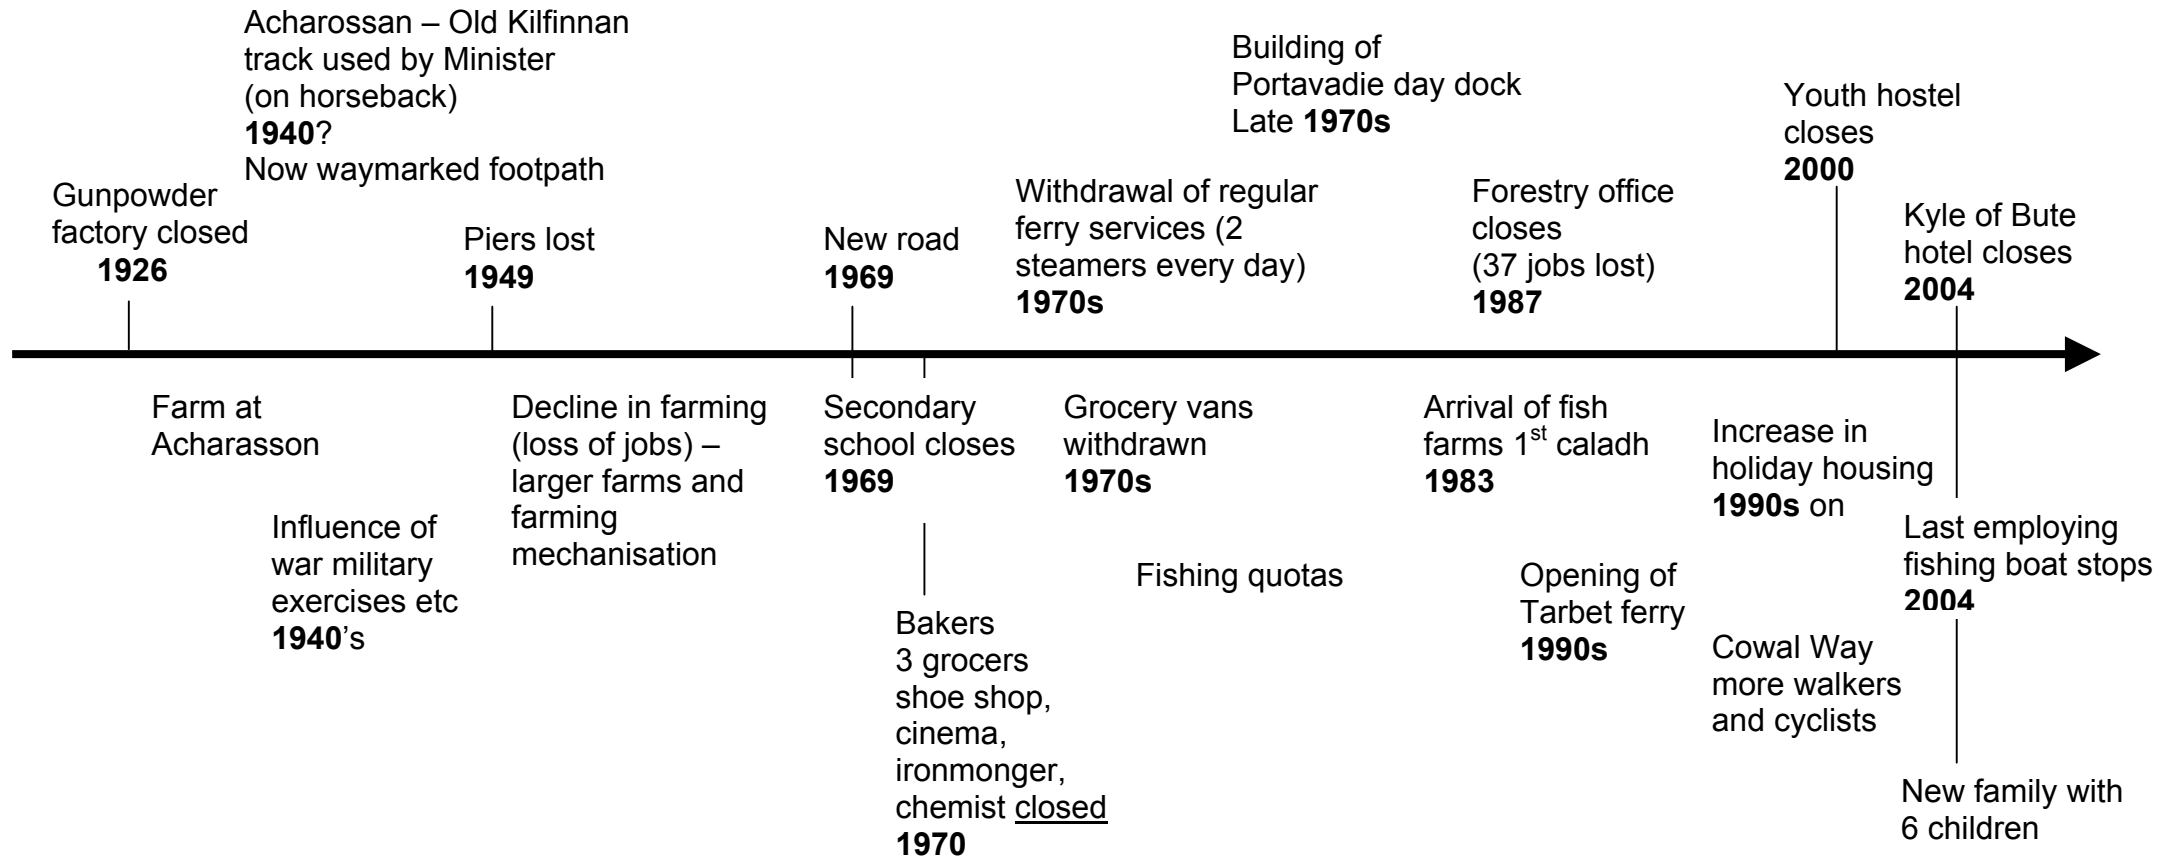 Acharossan – Old Kilfinnan
track used by Minister
(on horseback)
1940?
Now waymarked footpath
Building of
Portavadie day dock
Late 1970s
Youth hostel
closes
2000
Gunpowder
factory closed
1926
Piers lost
1949
New road
1969
Withdrawal of regular
ferry services (2
steamers every day)
1970s
Forestry office
closes
(37 jobs lost)
1987
Kyle of Bute
hotel closes
2004
Farm at
Acharasson
Influence of
war military
exercises etc
1940's
Decline in farming
(loss of jobs) –
larger farms and
farming
mechanisation
Secondary
school closes
1969
Bakers
3 grocers
shoe shop,
cinema,
ironmonger,
chemist closed
1970
Grocery vans
withdrawn
1970s
Fishing quotas
Arrival of fish
farms 1st caladh
1983
Opening of
Tarbet ferry
1990s
Increase in
holiday housing
1990s on
Cowal Way
more walkers
and cyclists
Last employing
fishing boat stops
2004
New family with
6 children